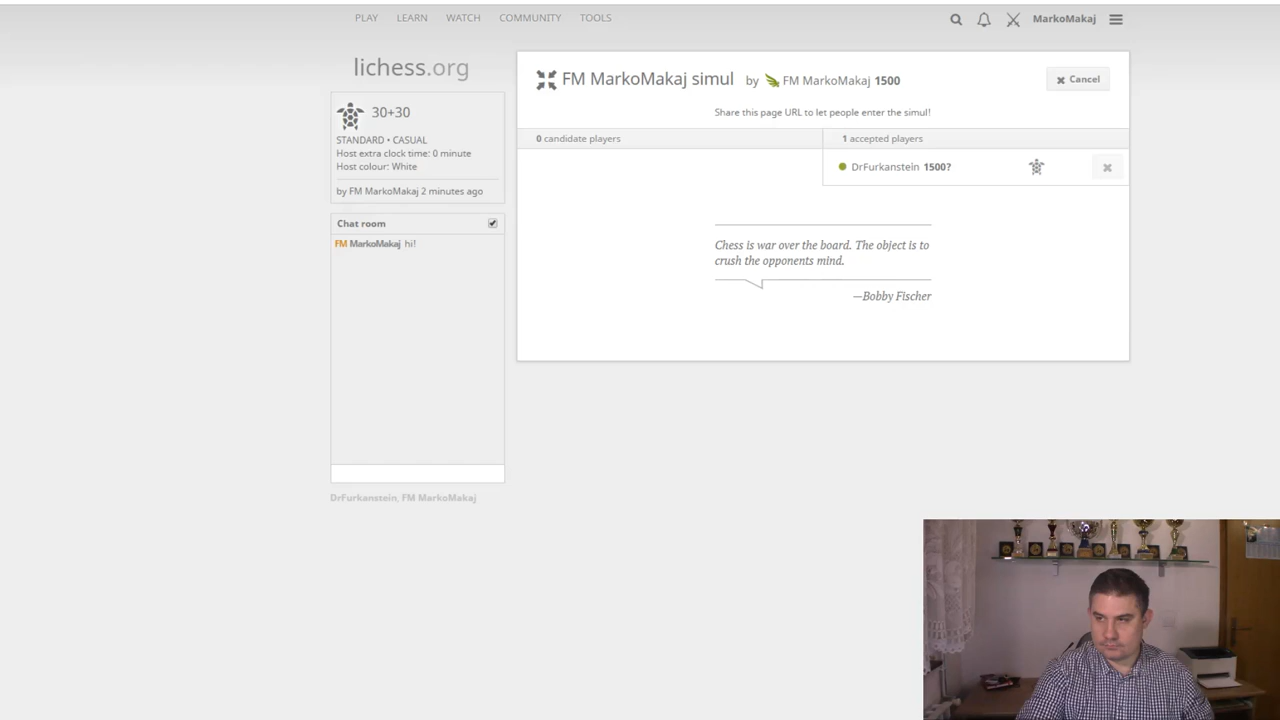 PLAY LEARN WATCH COMMUNITY TOOLS MarkoMakaj
lichess.org
30+30
STANDARD • CASUAL
Host extra clock time: 0 minute
Host colour: White
by FM MarkoMakaj 2 minutes ago
Chat room
FM MarkoMakaj hi!
DrFurkanstein, FM MarkoMakaj
FM MarkoMakaj simul by FM MarkoMakaj 1500
Cancel
Share this page URL to let people enter the simul!
0 candidate players
1 accepted players
DrFurkanstein 1500?
Chess is war over the board. The object is to
crush the opponents mind.
—Bobby Fischer